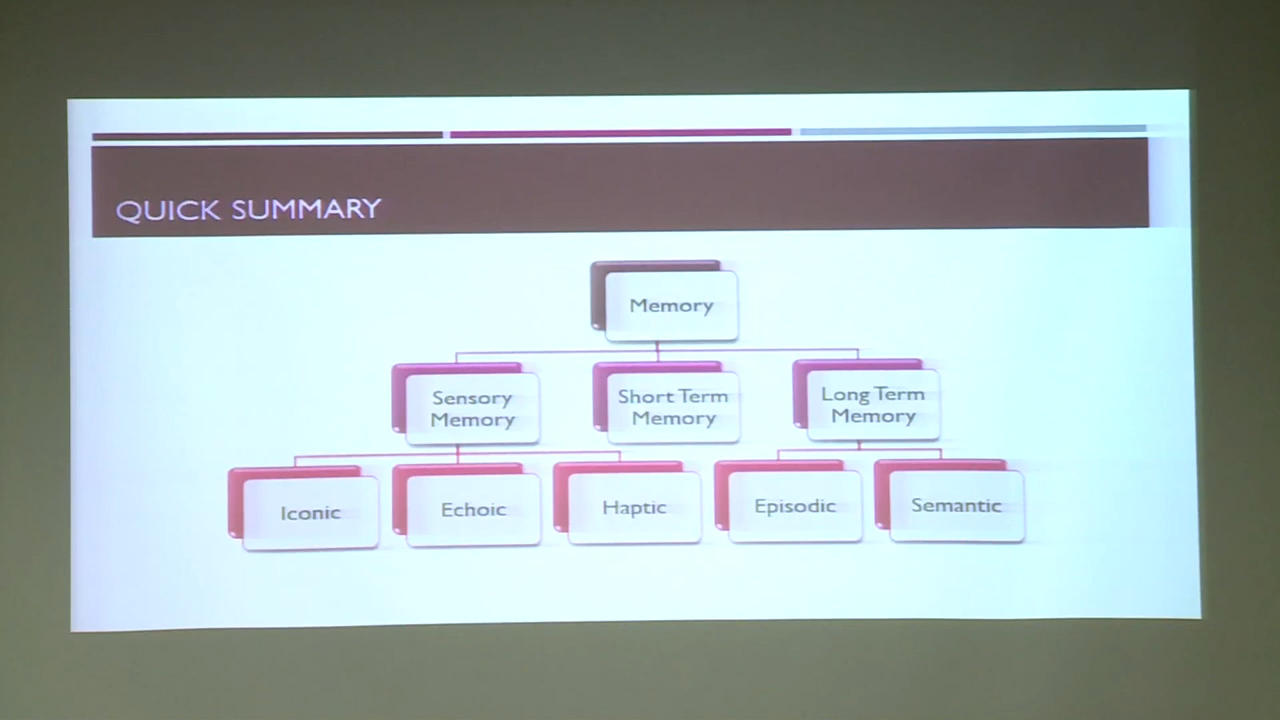 QUICK SUMMARY
Memory
Sensory
Memory
Short Term
Memory
Long Term
Memory
Iconic
Echoic
Haptic
Episodic
Semantic